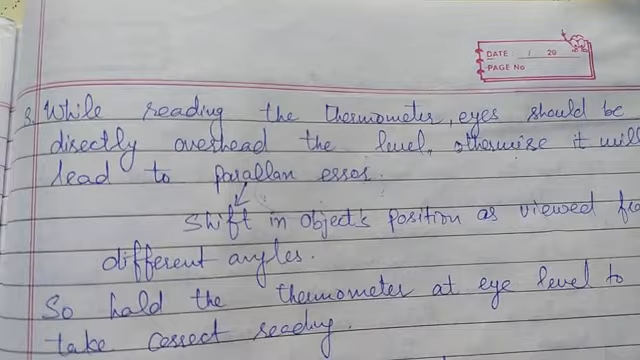 DATE: / 20
PAGE No
8. While reading the thermometer, eyes should be
directly overhead the level, otherwise it will
lead to parallax error.
Shift in object's position as viewed from
different angles.
So hold the thermometer at eye level to
take correct reading.